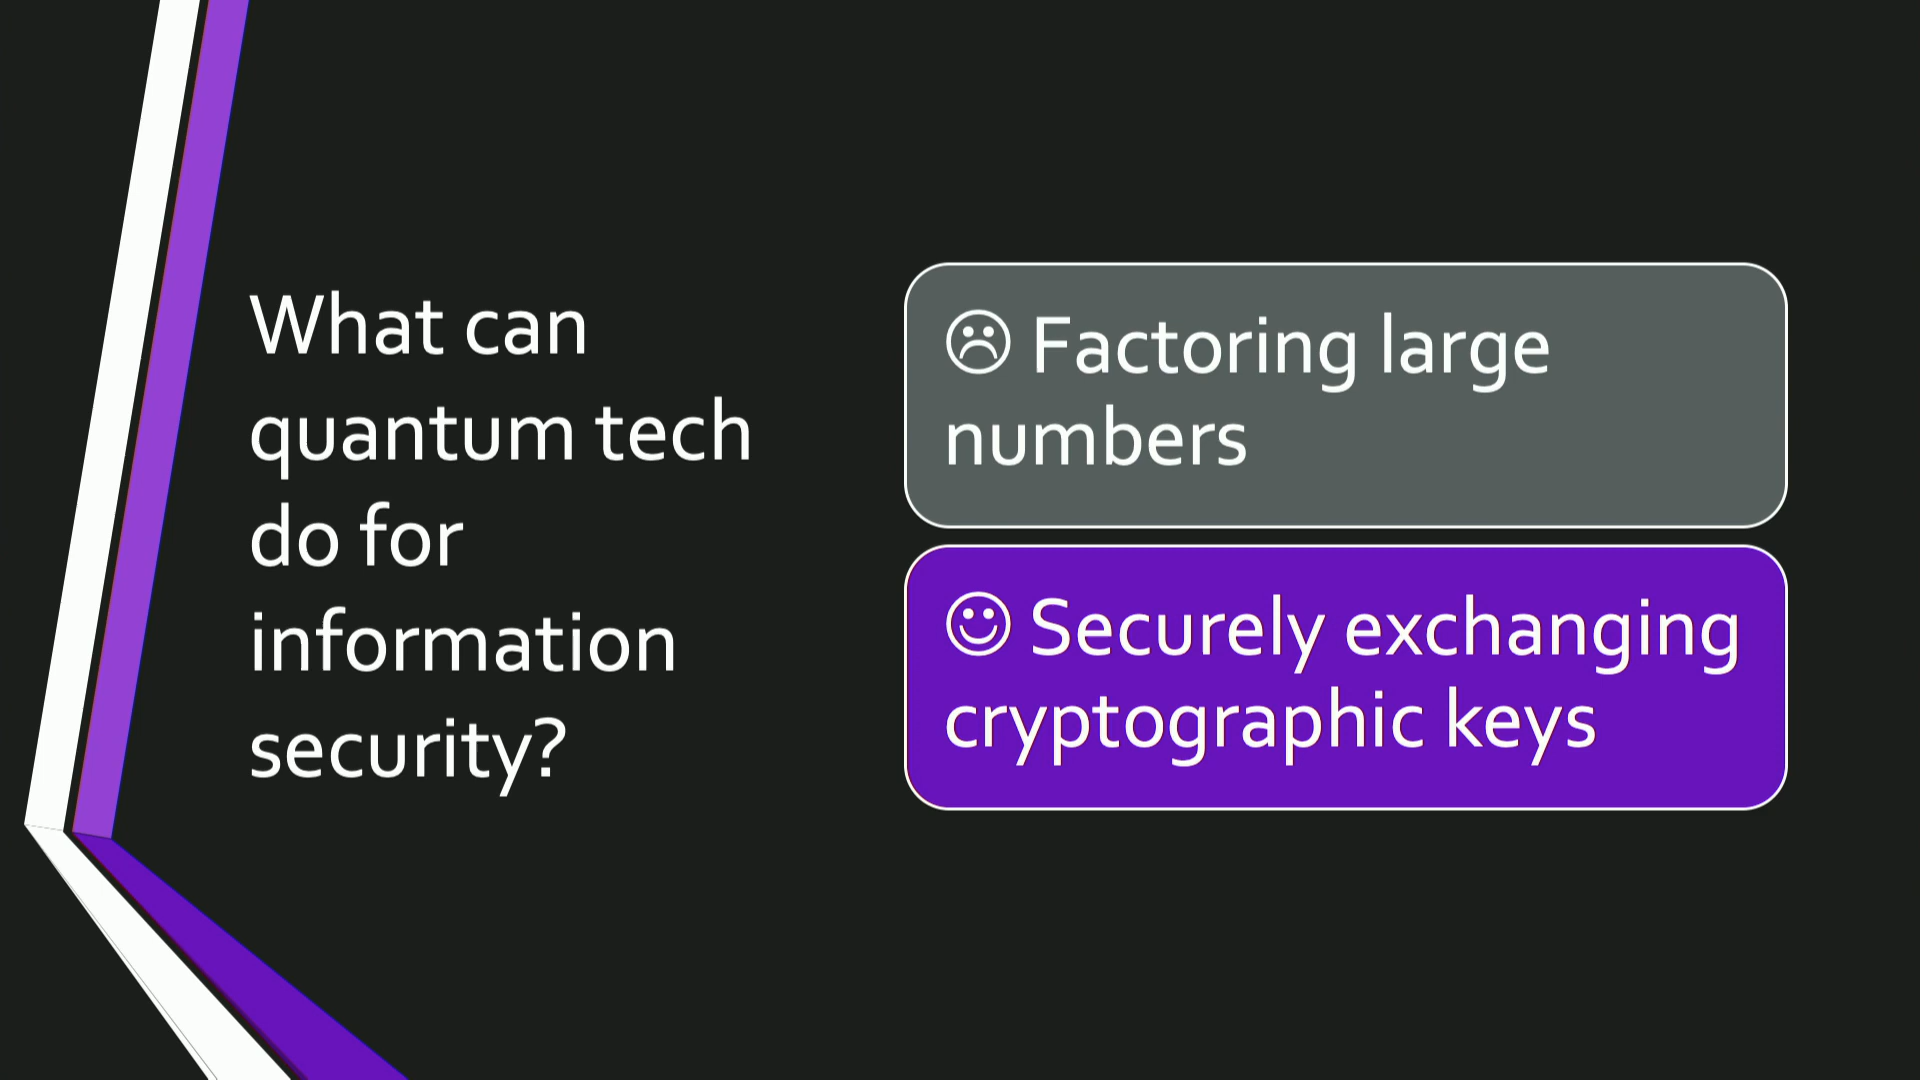 What can
quantum tech
do for
information
security?
☹ Factoring large
numbers
☺ Securely exchanging
cryptographic keys